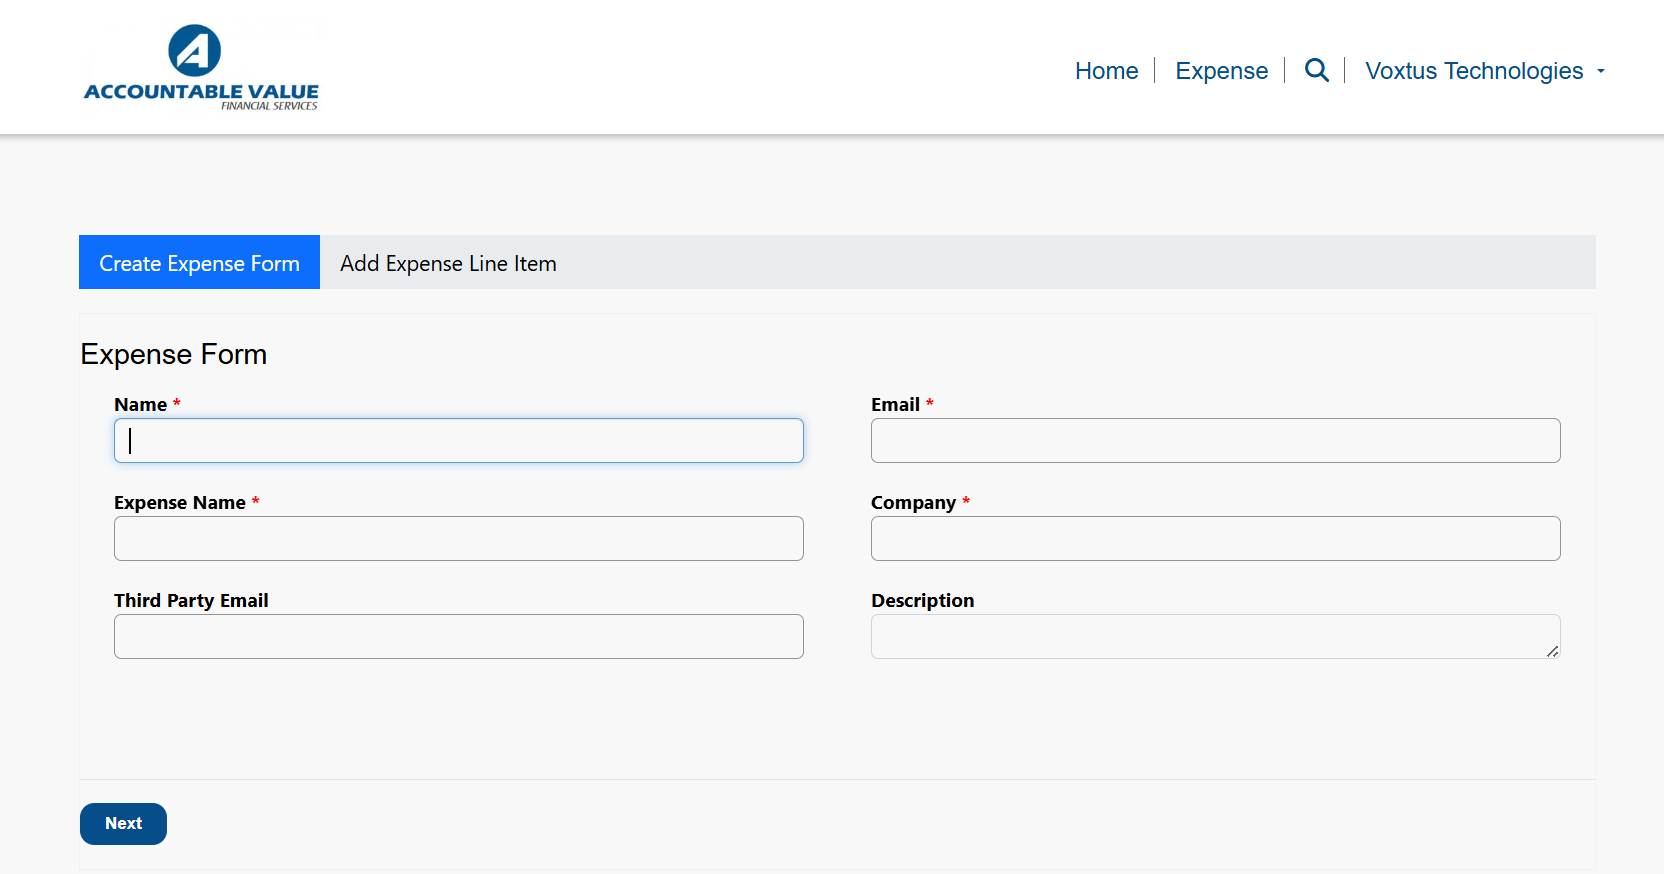 A
ACCOUNTABLE VALUE
FINANCIAL SERVICES
Home
Expense
Voxtus Technologies
Create Expense Form
Add Expense Line Item
Expense Form
Name *
Email *
Expense Name *
Company *
Third Party Email
Description
Next